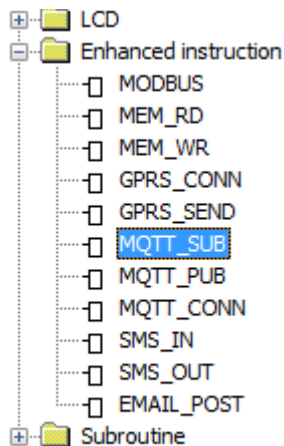 LCD
Enhanced instruction
MODBUS
MEM_RD
MEM_WR
GPRS_CONN
GPRS_SEND
MQTT_SUB
MQTT_PUB
MQTT_CONN
SMS_IN
SMS_OUT
EMAIL_POST
Subroutine